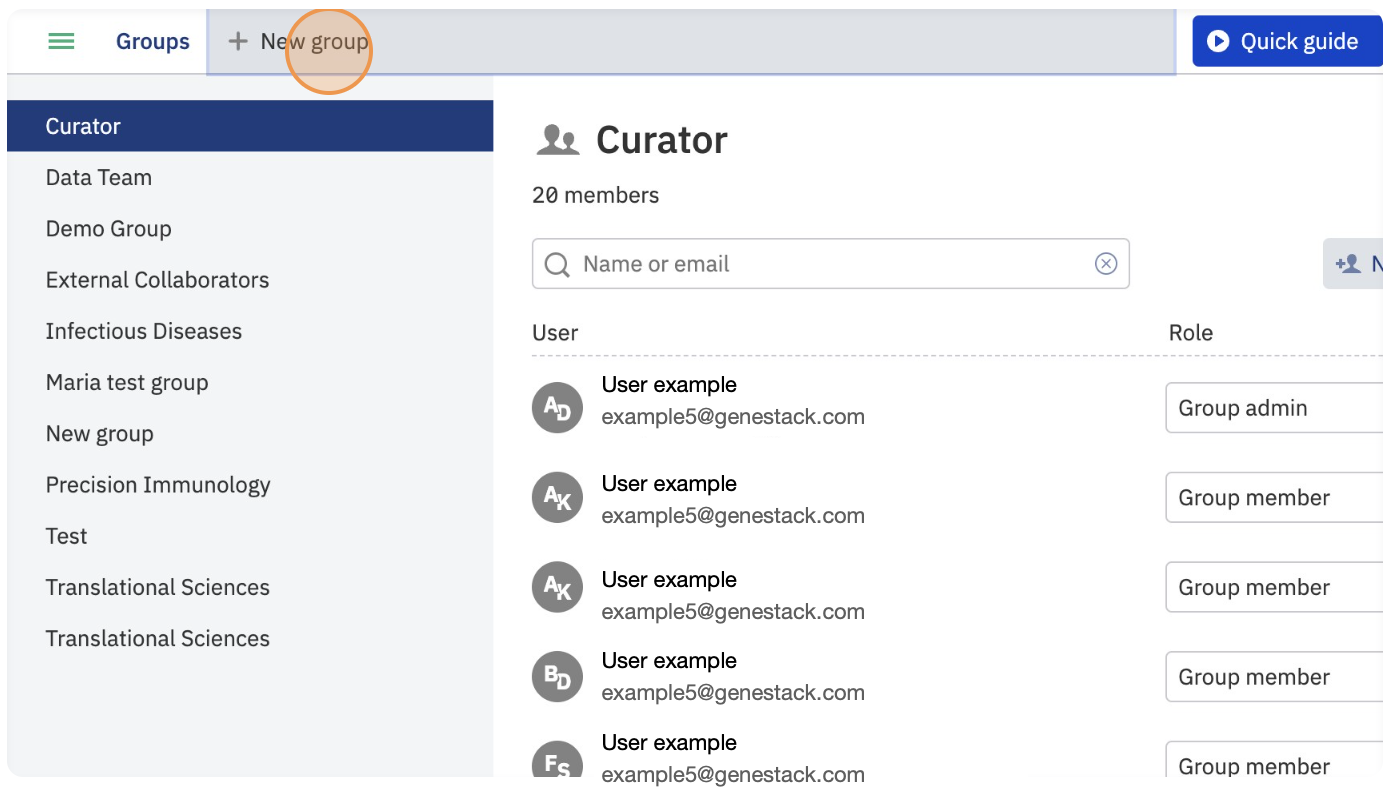 Groups
New group
Quick guide
Curator
Data Team
Demo Group
External Collaborators
Infectious Diseases
Maria test group
New group
Precision Immunology
Test
Translational Sciences
Translational Sciences
Curator
20 members
Name or email
N
User Role
AD User example
example5@genestack.com
Group admin
AK User example
example5@genestack.com
Group member
AK User example
example5@genestack.com
Group member
BD User example
example5@genestack.com
Group member
FS User example
example5@genestack.com
Group member